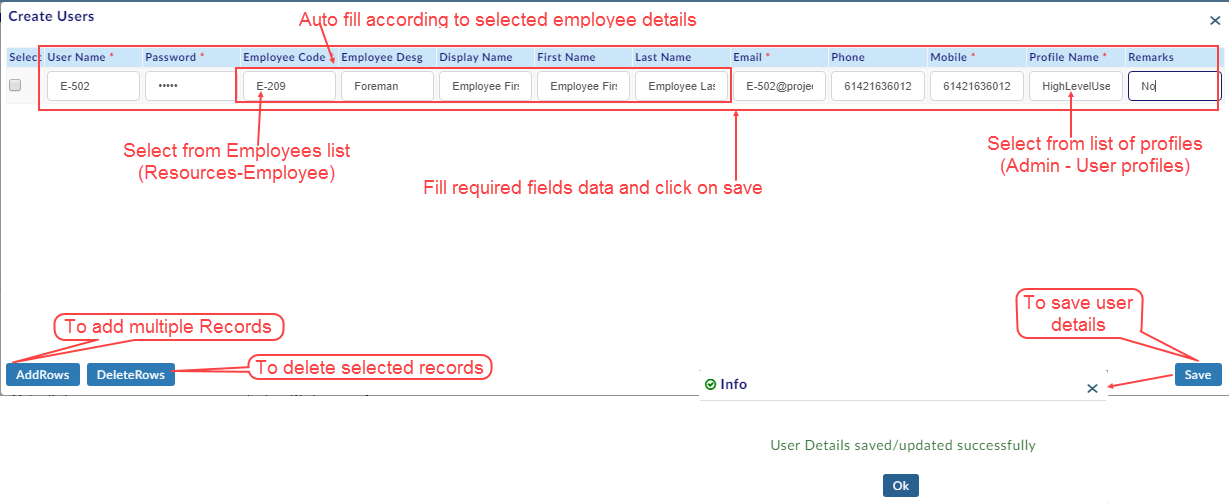 Create Users
Auto fill according to selected employee details
Select User Name * Password * Employee Code Employee Desg Display Name First Name Last Name Email * Phone Mobile * Profile Name * Remarks
E-502 ••••• E-209 Foreman Employee Firs Employee Firs Employee Las E-502@projec 61421636012 61421636012 HighLevelUse No
Select from Employees list
(Resources-Employee)
Select from list of profiles
(Admin - User profiles)
Fill required fields data and click on save
To add multiple Records
To save user
details
To delete selected records
AddRows DeleteRows
Save
Info
User Details saved/updated successfully
Ok